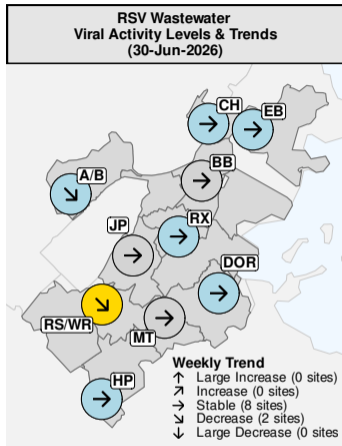 RSV Wastewater
Viral Activity Levels & Trends
(30-Jun-2026)
CH
EB
BB
A/B
JP
RX
DOR
RS/WR
MT
HP
Weekly Trend
↑ Large Increase (0 sites)
↗ Increase (0 sites)
→ Stable (8 sites)
↘ Decrease (2 sites)
↓ Large Decrease (0 sites